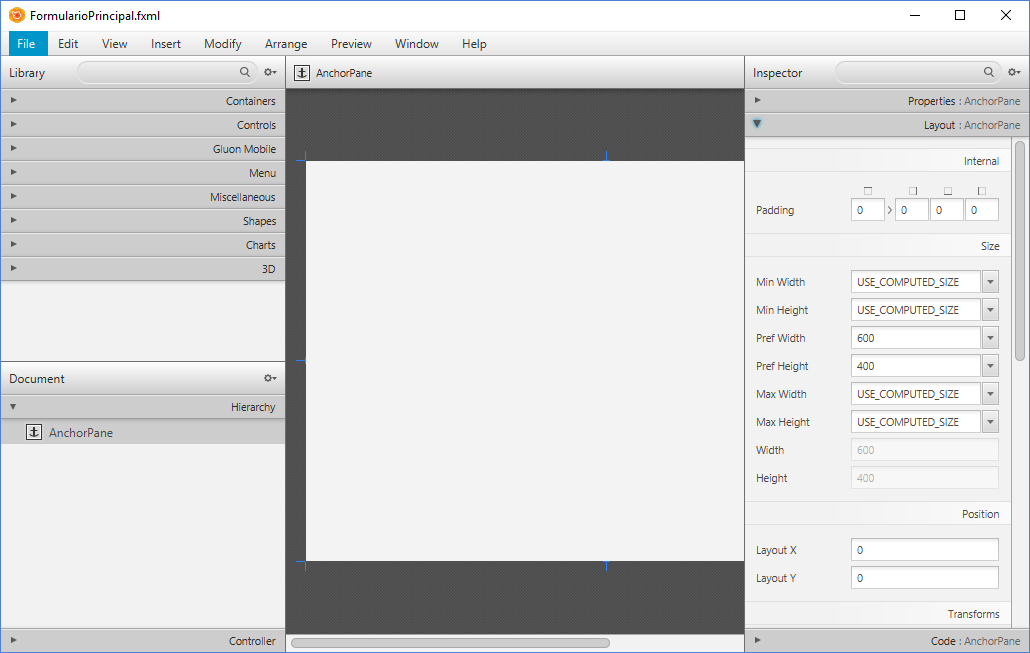 FormularioPrincipal.fxml
File Edit View Insert Modify Arrange Preview Window Help
Library
Containers
Controls
Gluon Mobile
Menu
Miscellaneous
Shapes
Charts
3D
Document
Hierarchy
AnchorPane
Controller
AnchorPane
Inspector
Properties : AnchorPane
Layout : AnchorPane
Internal
Padding 0 0 0 0
Size
Min Width USE_COMPUTED_SIZE
Min Height USE_COMPUTED_SIZE
Pref Width 600
Pref Height 400
Max Width USE_COMPUTED_SIZE
Max Height USE_COMPUTED_SIZE
Width 600
Height 400
Position
Layout X 0
Layout Y 0
Transforms
Code : AnchorPane